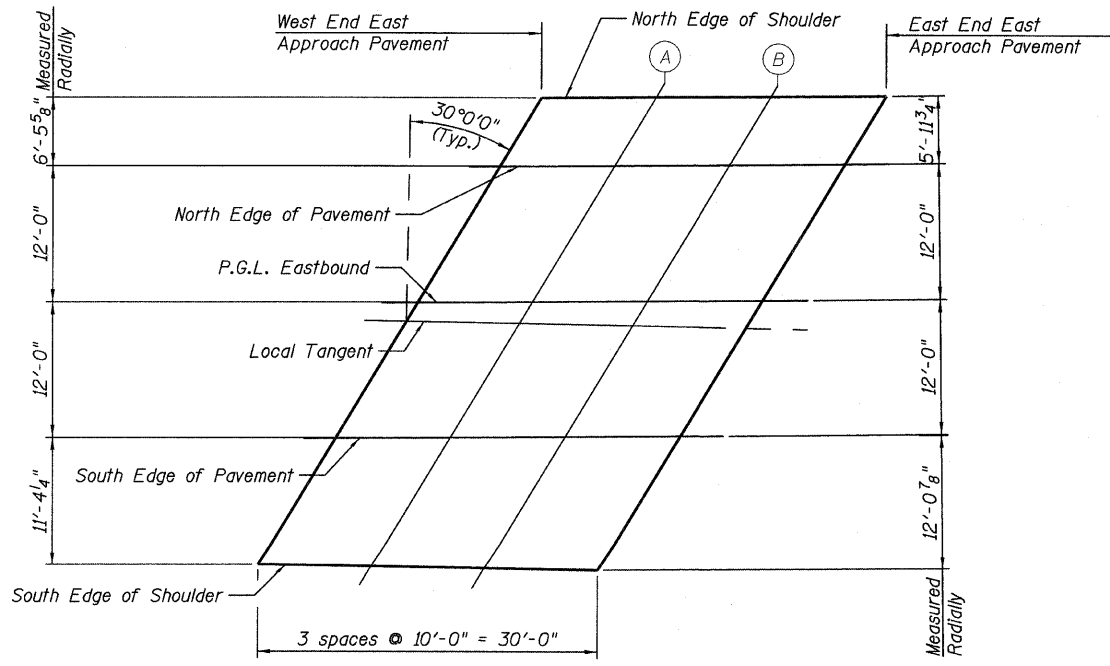 West End East
Approach Pavement
North Edge of Shoulder
East End East
Approach Pavement
A
B
Measured
Radially
6'-5⅝"
12'-0"
12'-0"
11'-4¼"
30°0'0"
(Typ.)
5'-11¾"
12'-0"
12'-0"
12'-0⅞"
Measured
Radially
North Edge of Pavement
P.G.L. Eastbound
Local Tangent
South Edge of Pavement
South Edge of Shoulder
3 spaces @ 10'-0" = 30'-0"